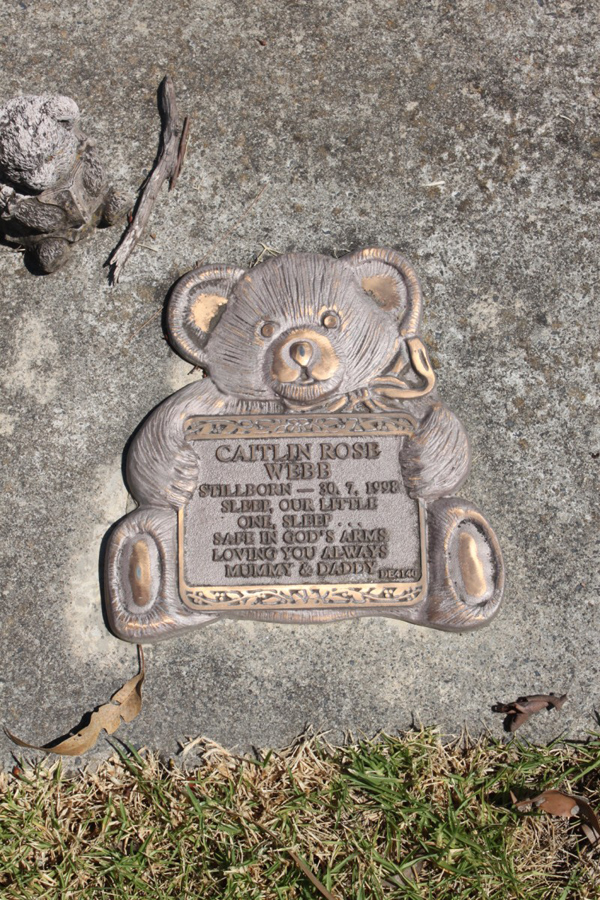 CAITLIN ROSE
WEBB
STILLBORN — 30. 7. 1998
SLEEP, OUR LITTLE
ONE, SLEEP . . .
SAFE IN GOD'S ARMS
LOVING YOU ALWAYS
MUMMY & DADDY DE4140